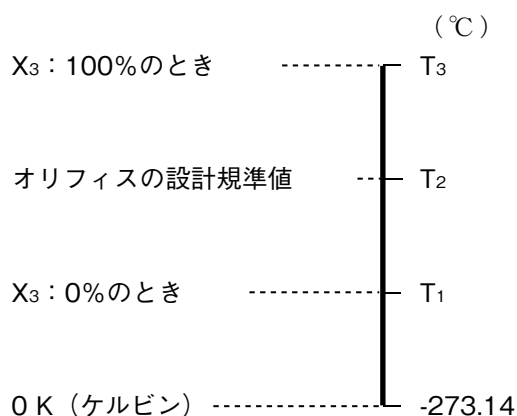 （℃）
X3：100%のとき T3
オリフィスの設計規準値 T2
X3：0%のとき T1
0 K（ケルビン） -273.14